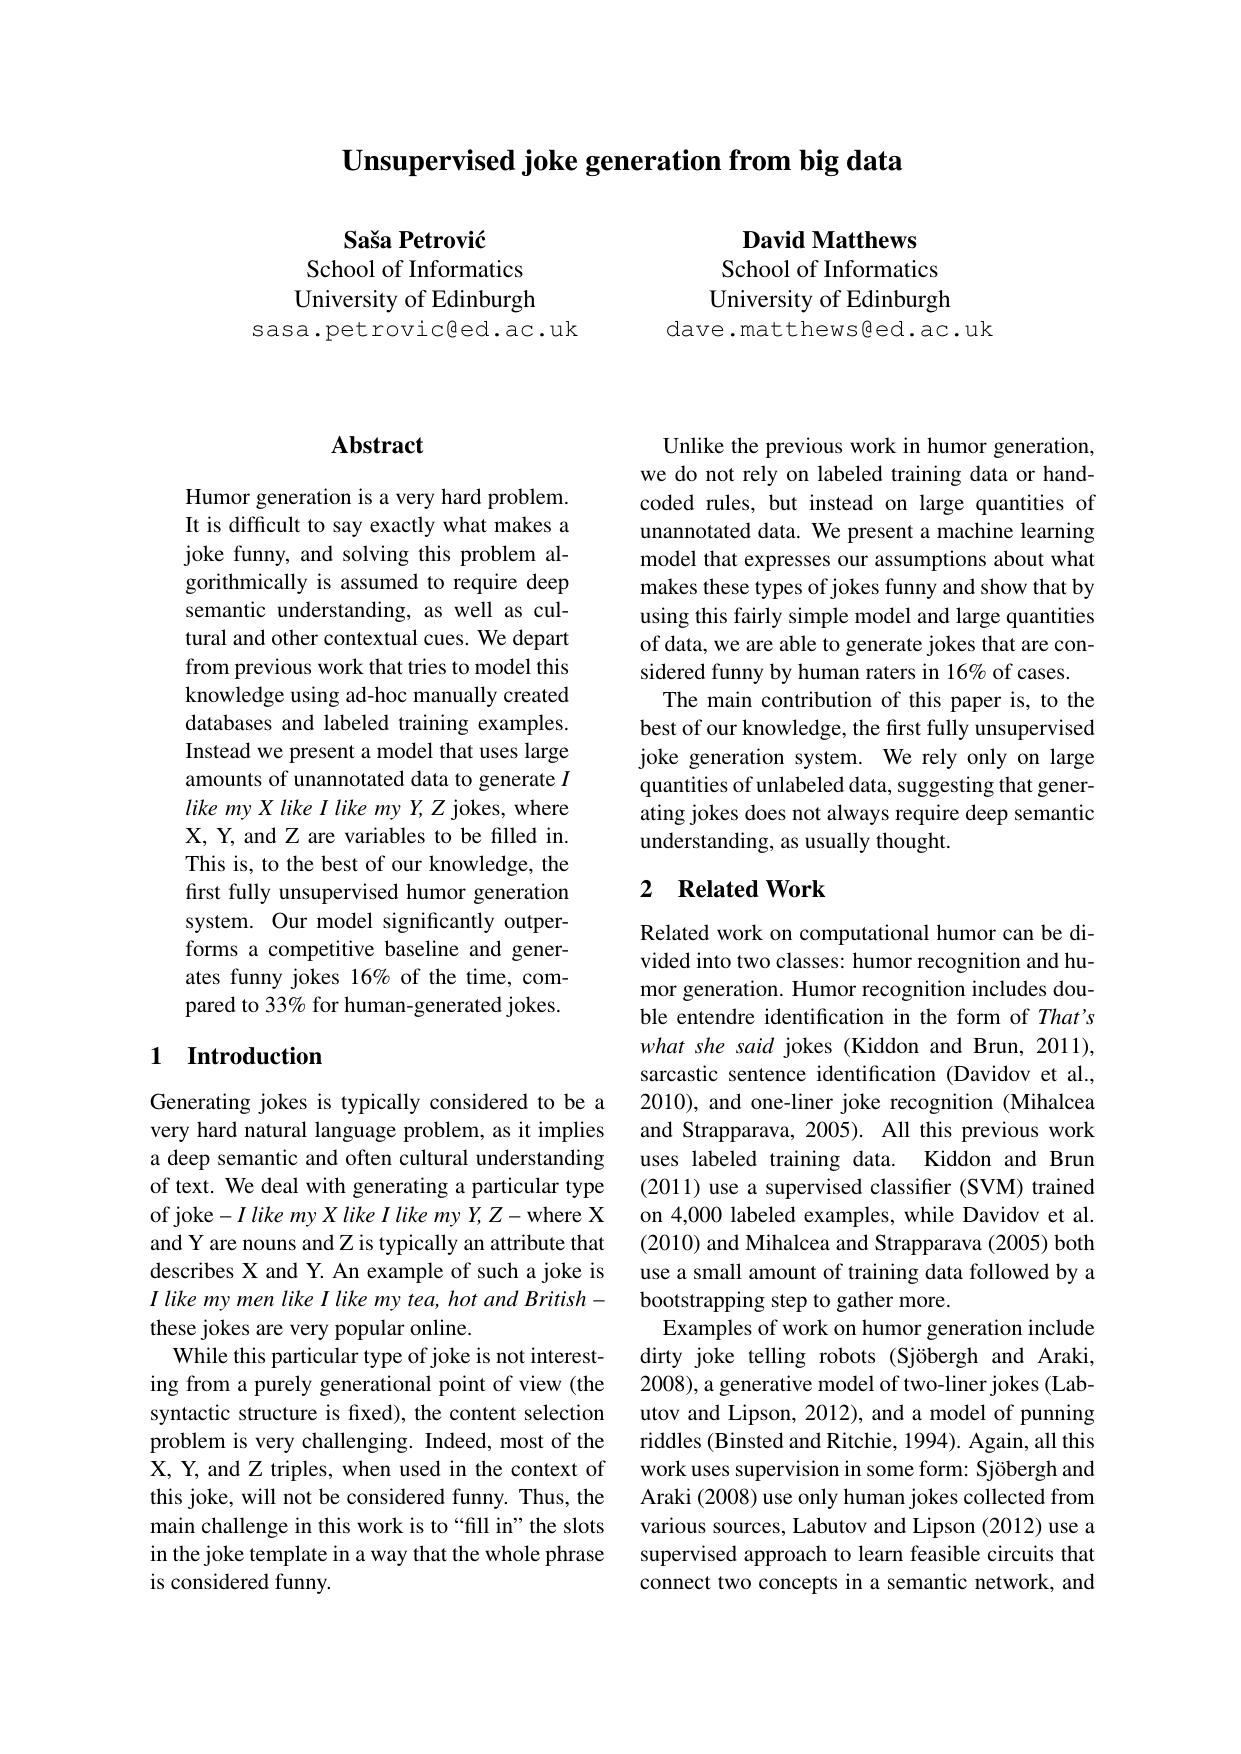 Unsupervised joke generation from big data
Saša Petrović
School of Informatics
University of Edinburgh
sasa.petrovic@ed.ac.uk
David Matthews
School of Informatics
University of Edinburgh
dave.matthews@ed.ac.uk
Abstract
Humor generation is a very hard problem.
It is difficult to say exactly what makes a
joke funny, and solving this problem al-
gorithmically is assumed to require deep
semantic understanding, as well as cul-
tural and other contextual cues. We depart
from previous work that tries to model this
knowledge using ad-hoc manually created
databases and labeled training examples.
Instead we present a model that uses large
amounts of unannotated data to generate I
like my X like I like my Y, Z jokes, where
X, Y, and Z are variables to be filled in.
This is, to the best of our knowledge, the
first fully unsupervised humor generation
system. Our model significantly outper-
forms a competitive baseline and gener-
ates funny jokes 16% of the time, com-
pared to 33% for human-generated jokes.
1 Introduction
Generating jokes is typically considered to be a
very hard natural language problem, as it implies
a deep semantic and often cultural understanding
of text. We deal with generating a particular type
of joke – I like my X like I like my Y, Z – where X
and Y are nouns and Z is typically an attribute that
describes X and Y. An example of such a joke is
I like my men like I like my tea, hot and British –
these jokes are very popular online.
While this particular type of joke is not interest-
ing from a purely generational point of view (the
syntactic structure is fixed), the content selection
problem is very challenging. Indeed, most of the
X, Y, and Z triples, when used in the context of
this joke, will not be considered funny. Thus, the
main challenge in this work is to “fill in” the slots
in the joke template in a way that the whole phrase
is considered funny.
Unlike the previous work in humor generation,
we do not rely on labeled training data or hand-
coded rules, but instead on large quantities of
unannotated data. We present a machine learning
model that expresses our assumptions about what
makes these types of jokes funny and show that by
using this fairly simple model and large quantities
of data, we are able to generate jokes that are con-
sidered funny by human raters in 16% of cases.
The main contribution of this paper is, to the
best of our knowledge, the first fully unsupervised
joke generation system. We rely only on large
quantities of unlabeled data, suggesting that gener-
ating jokes does not always require deep semantic
understanding, as usually thought.
2 Related Work
Related work on computational humor can be di-
vided into two classes: humor recognition and hu-
mor generation. Humor recognition includes dou-
ble entendre identification in the form of That’s
what she said jokes (Kiddon and Brun, 2011),
sarcastic sentence identification (Davidov et al.,
2010), and one-liner joke recognition (Mihalcea
and Strapparava, 2005). All this previous work
uses labeled training data. Kiddon and Brun
(2011) use a supervised classifier (SVM) trained
on 4,000 labeled examples, while Davidov et al.
(2010) and Mihalcea and Strapparava (2005) both
use a small amount of training data followed by a
bootstrapping step to gather more.
Examples of work on humor generation include
dirty joke telling robots (Sjöbergh and Araki,
2008), a generative model of two-liner jokes (Lab-
utov and Lipson, 2012), and a model of punning
riddles (Binsted and Ritchie, 1994). Again, all this
work uses supervision in some form: Sjöbergh and
Araki (2008) use only human jokes collected from
various sources, Labutov and Lipson (2012) use a
supervised approach to learn feasible circuits that
connect two concepts in a semantic network, and